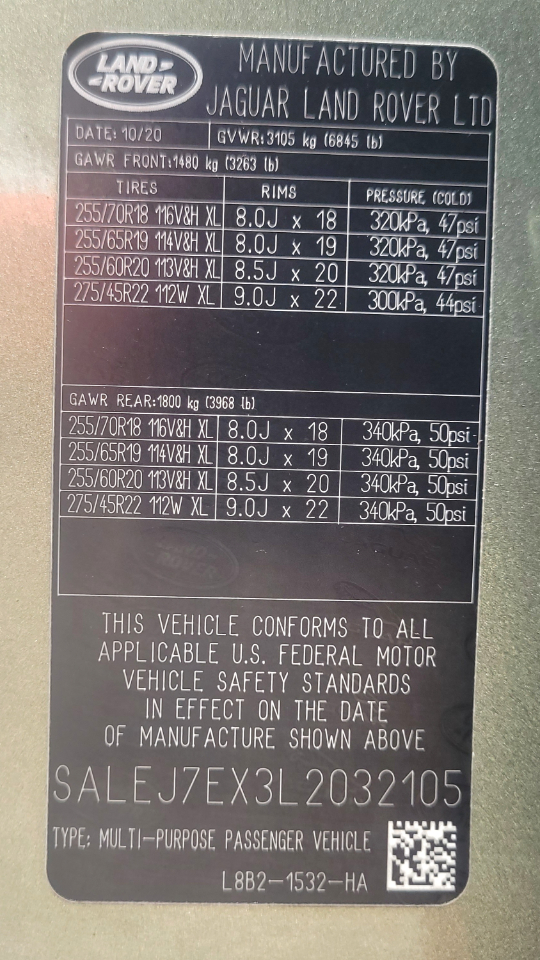 LAND
ROVER
MANUFACTURED BY
JAGUAR LAND ROVER LTD
DATE: 10/20 GVWR:3105 kg (6845 lb)
GAWR FRONT:1480 kg (3263 lb)
TIRES RIMS PRESSURE (COLD)
255/70R18 116V&H XL 8.0J x 18 320kPa, 47psi
255/65R19 114V&H XL 8.0J x 19 320kPa, 47psi
255/60R20 113V&H XL 8.5J x 20 320kPa, 47psi
275/45R22 112W XL 9.0J x 22 300kPa, 44psi
GAWR REAR:1800 kg (3968 lb)
255/70R18 116V&H XL 8.0J x 18 340kPa, 50psi
255/65R19 114V&H XL 8.0J x 19 340kPa, 50psi
255/60R20 113V&H XL 8.5J x 20 340kPa, 50psi
275/45R22 112W XL 9.0J x 22 340kPa, 50psi
LAND
ROVER
THIS VEHICLE CONFORMS TO ALL
APPLICABLE U.S. FEDERAL MOTOR
VEHICLE SAFETY STANDARDS
IN EFFECT ON THE DATE
OF MANUFACTURE SHOWN ABOVE
SALEJ7EX3L2032105
TYPE: MULTI-PURPOSE PASSENGER VEHICLE
L8B2-1532-HA